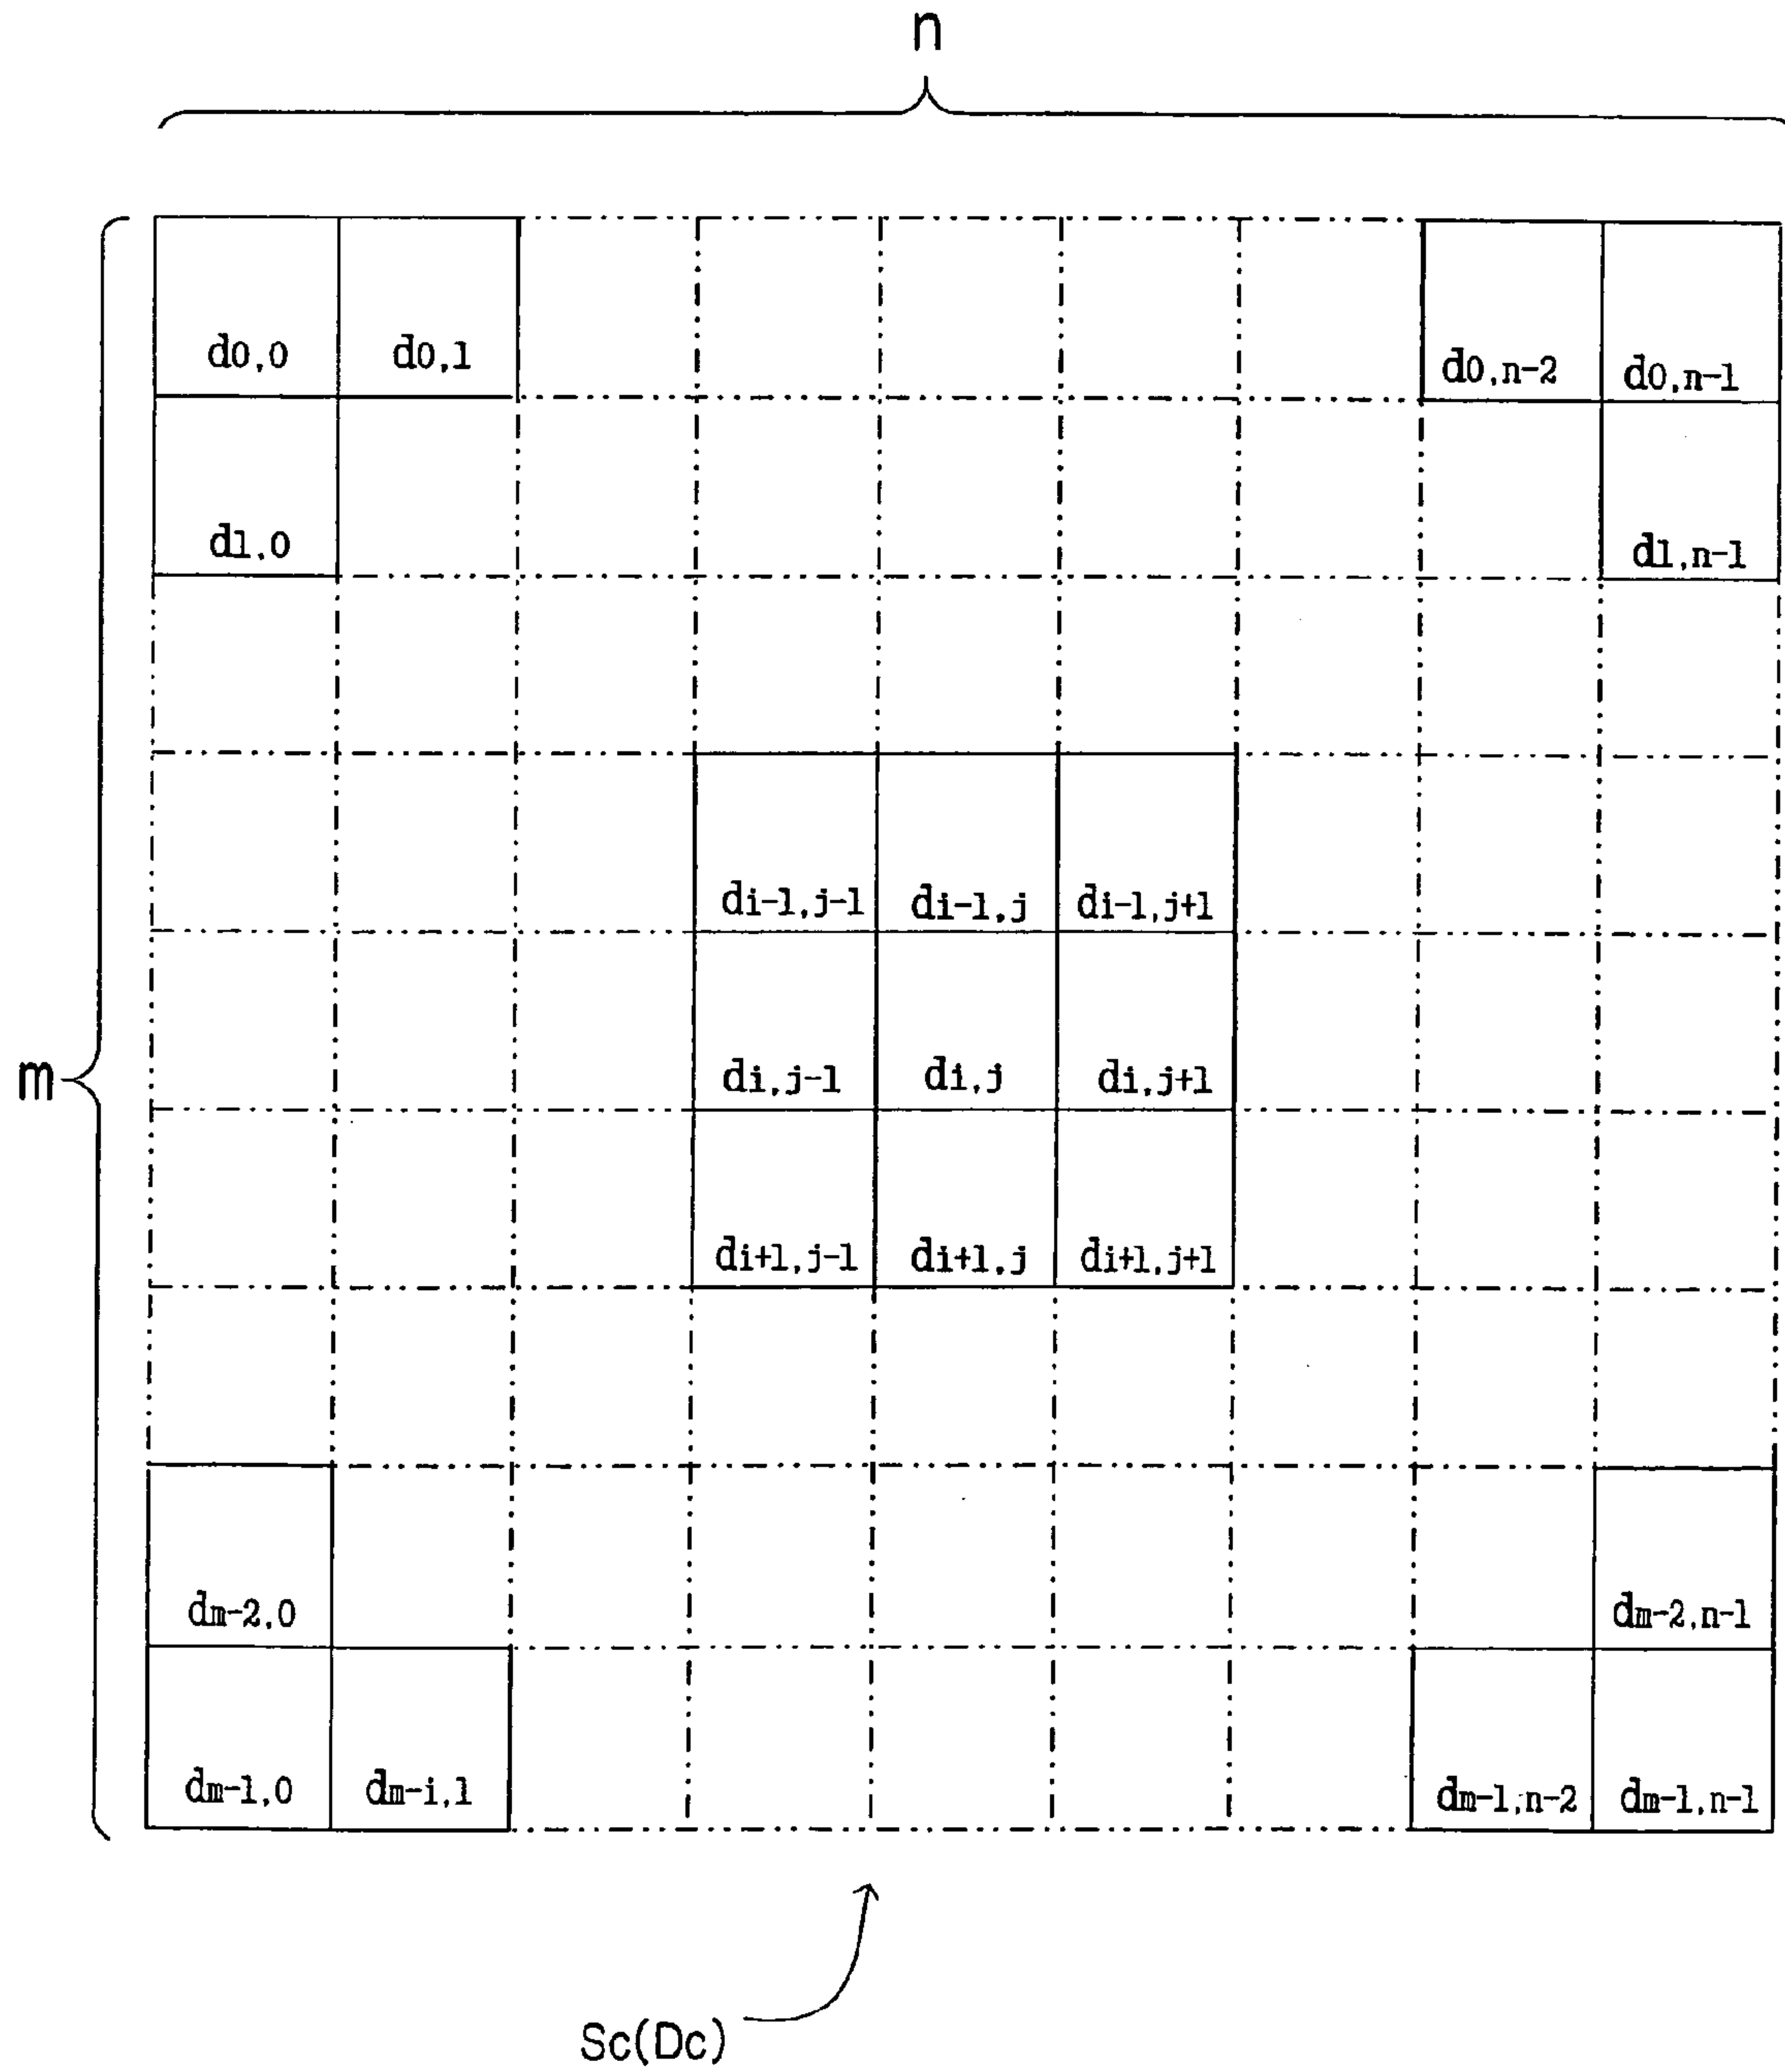 n
d0,0 d0,1 d0,n-2 d0,n-1
d1,0 d1,n-1
di-1,j-1 di-1,j di-1,j+1
m
di,j-1 di,j di,j+1
di+1,j-1 di+1,j di+1,j+1
dm-2,0 dm-2,n-1
dm-1,0 dm-i,1 dm-1,n-2 dm-1,n-1
Sc(Dc)